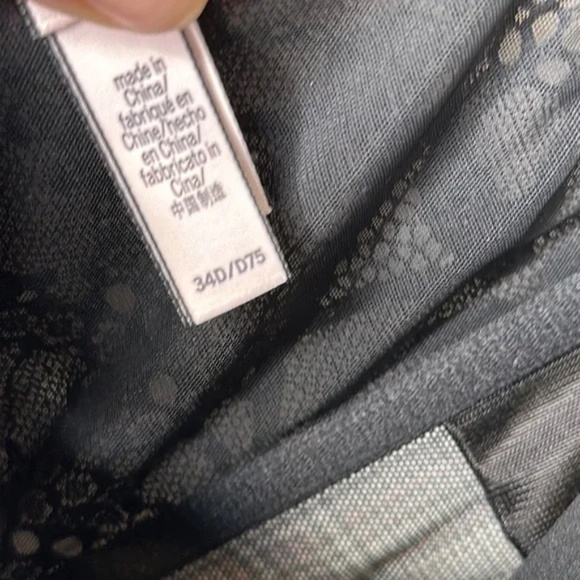 made in
China/
fabriqué en
Chine/hecho
en China/
fabbricato in
Cina/
中国制造
34D/D75